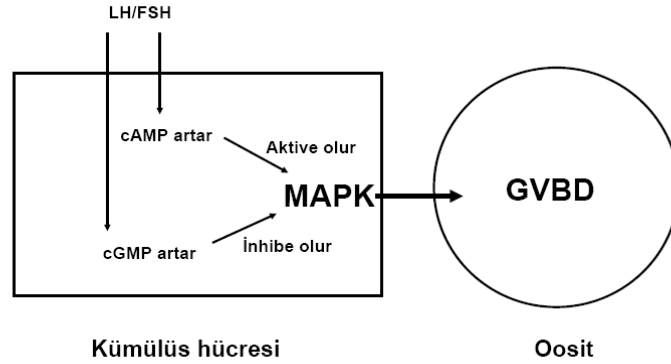 LH/FSH
cAMP artar
Aktive olur
MAPK
GVBD
cGMP artar
İnhibe olur
Kümülüs hücresi
Oosit